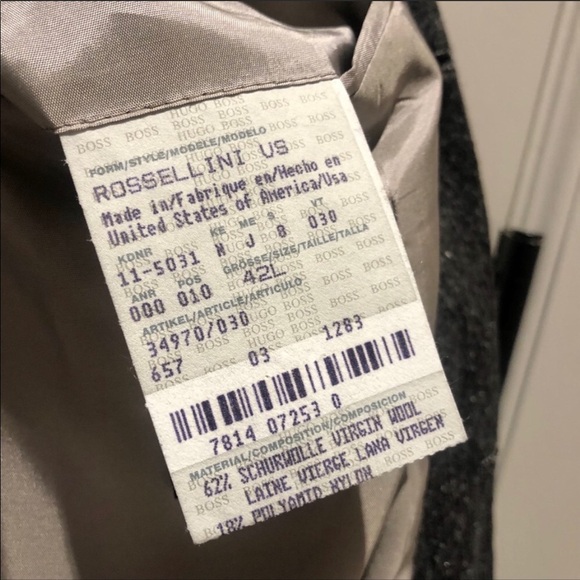 FORM/STYLE/MODELE/MODELO
ROSSELLINI US
Made in/Fabrique en/Hecho en
United States of America/Usa
KDNR KE ME S VT
11-5031 N J 8 030
ANR POS GRÖSSE/SIZE/TAILLE/TALLA
000 010 42L
ARTIKEL/ARTICLE/ARTICULO
34970/030
657 03 1283
7814 07253 0
MATERIAL/COMPOSITION/COMPOSICION
62% SCHURWOLLE VIRGIN WOOL
LAINE VIERGE LANA VIRGEN
18% POLYAMID NYLON